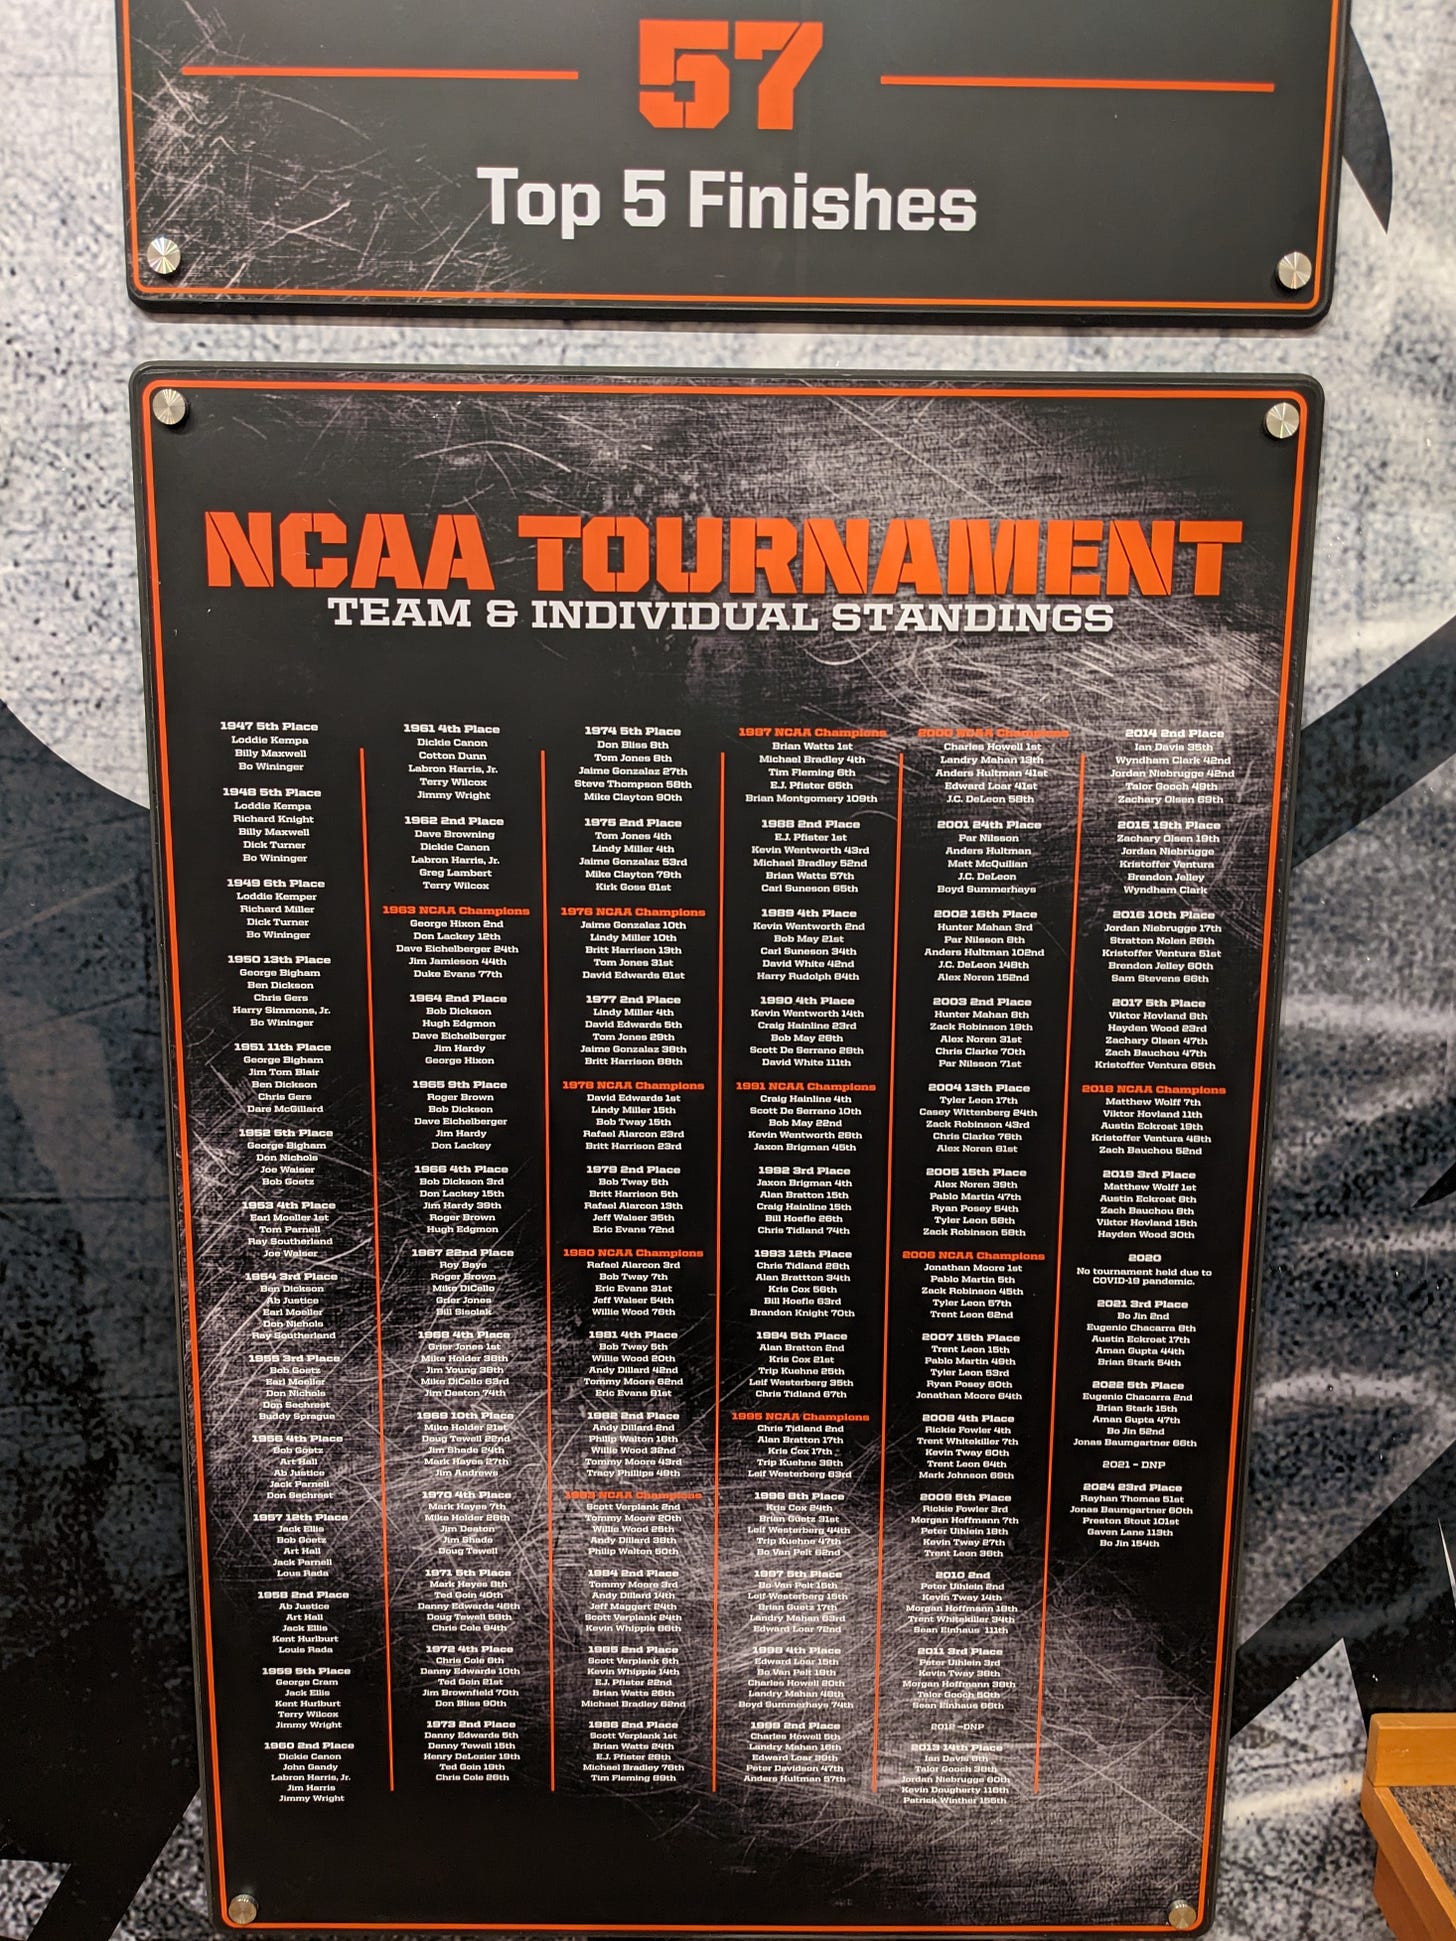 57
Top 5 Finishes
NCAA TOURNAMENT
TEAM & INDIVIDUAL STANDINGS
1947 5th Place
Loddie Kempa
Billy Maxwell
Bo Wininger
1948 5th Place
Loddie Kempa
Richard Knight
Billy Maxwell
Dick Turner
Bo Wininger
1949 6th Place
Loddie Kemper
Richard Miller
Dick Turner
Bo Wininger
1950 13th Place
George Bigham
Ben Dickson
Chris Gers
Harry Simmons, Jr.
Bo Wininger
1951 11th Place
George Bigham
Jim Tom Blair
Ben Dickson
Chris Gers
Dare McGillard
1952 5th Place
George Bigham
Don Nichols
Joe Walser
Bob Goetz
1953 4th Place
Earl Moeller 1st
Tom Parnell
Ray Southerland
Joe Walser
1954 3rd Place
Ben Dickson
Ab Justice
Earl Moeller
Don Nichols
Ray Southerland
1955 3rd Place
Bob Goetz
Earl Moeller
Don Nichols
Don Sechrest
Buddy Sprague
1956 4th Place
Bob Goetz
Art Hall
Ab Justice
Jack Parnell
Don Sechrest
1957 12th Place
Jack Ellis
Bob Goetz
Art Hall
Jack Parnell
Lous Rada
1958 2nd Place
Ab Justice
Art Hall
Jack Ellis
Kent Hurlburt
Louis Rada
1959 5th Place
George Cram
Jack Ellis
Kent Hurlburt
Terry Wilcox
Jimmy Wright
1960 2nd Place
Dickie Canon
John Gandy
Labron Harris, Jr.
Jim Harris
Jimmy Wright
1961 4th Place
Dickie Canon
Cotton Dunn
Labron Harris, Jr.
Terry Wilcox
Jimmy Wright
1962 2nd Place
Dave Browning
Dickie Canon
Labron Harris, Jr.
Greg Lambert
Terry Wilcox
1963 NCAA Champions
George Hixon 2nd
Don Lackey 12th
Dave Eichelberger 24th
Jim Jamieson 44th
Duke Evans 77th
1964 2nd Place
Bob Dickson
Hugh Edgmon
Dave Eichelberger
Jim Hardy
George Hixon
1965 9th Place
Roger Brown
Bob Dickson
Dave Eichelberger
Jim Hardy
Don Lackey
1966 4th Place
Bob Dickson 3rd
Don Lackey 15th
Jim Hardy 39th
Roger Brown
Hugh Edgmon
1967 22nd Place
Roy Bays
Roger Brown
Mike DiCello
Grier Jones
Bill
1968 4th Place
Grier Jones 1st
Mike Holder 38th
Jim Young 38th
Mike DiCello 63rd
Jim Deaton 74th
1969 10th Place
Mike Holder 21st
Doug Tewell 22nd
Jim Shade 24th
Mark Hayes 27th
Jim Andrews
1970 4th Place
Mark Hayes 7th
Mike Holder 28th
Jim Deaton
Jim Shade
Doug Tewell
1971 5th Place
Mark Hayes 8th
Ted Goin 40th
Danny Edwards 46th
Doug Tewell 58th
Chris Cole 94th
1972 4th Place
Chris Cole 6th
Danny Edwards 10th
Ted Goin 21st
Jim Brownfield 70th
Don Bliss 90th
1973 2nd Place
Danny Edwards 5th
Denny Tewell 15th
Henry DeLozier 19th
Ted Goin 19th
Chris Cole 26th
1974 5th Place
Don Bliss 8th
Tom Jones 8th
Jaime Gonzalaz 27th
Steve Thompson 58th
Mike Clayton 90th
1975 2nd Place
Tom Jones 4th
Lindy Miller 4th
Jaime Gonzalaz 53rd
Mike Clayton 79th
Kirk Goss 81st
1976 NCAA Champions
Jaime Gonzalaz 10th
Lindy Miller 10th
Britt Harrison 13th
Tom Jones 31st
David Edwards 81st
1977 2nd Place
Lindy Miller 4th
David Edwards 5th
Tom Jones 29th
Jaime Gonzalaz 38th
Britt Harrison 88th
1978 NCAA Champions
David Edwards 1st
Lindy Miller 15th
Bob Tway 15th
Rafael Alarcon 23rd
Britt Harrison 23rd
1979 2nd Place
Bob Tway 5th
Britt Harrison 5th
Rafael Alarcon 13th
Jeff Walser 35th
Eric Evans 72nd
1980 NCAA Champions
Rafael Alarcon 3rd
Bob Tway 7th
Eric Evans 31st
Jeff Walser 54th
Willie Wood 76th
1981 4th Place
Bob Tway 5th
Willie Wood 20th
Andy Dillard 42nd
Tommy Moore 62nd
Eric Evans 91st
1982 2nd Place
Andy Dillard 2nd
Philip Walton 16th
Willie Wood 32nd
Tommy Moore 43rd
Tracy Phillips 49th
1983 NCAA Champions
Scott Verplank 2nd
Tommy Moore 20th
Willie Wood 25th
Andy Dillard 38th
Philip Walton 50th
1984 2nd Place
Tommy Moore 3rd
Andy Dillard 14th
Jeff Maggert 24th
Scott Verplank 24th
Kevin Whipple 66th
1985 2nd Place
Scott Verplank 6th
Kevin Whipple 14th
E.J. Pfister 22nd
Brian Watts 26th
Michael Bradley 62nd
1986 2nd Place
Scott Verplank 1st
Brian Watts 24th
E.J. Pfister 28th
Michael Bradley 76th
Tim Fleming 89th
1987 NCAA Champions
Brian Watts 1st
Michael Bradley 4th
Tim Fleming 6th
E.J. Pfister 65th
Brian Montgomery 109th
1988 2nd Place
E.J. Pfister 1st
Kevin Wentworth 43rd
Michael Bradley 52nd
Brian Watts 57th
Carl Suneson 65th
1989 4th Place
Kevin Wentworth 2nd
Bob May 21st
Carl Suneson 34th
David White 42nd
Harry Rudolph 84th
1990 4th Place
Kevin Wentworth 14th
Craig Hainline 23rd
Bob May 28th
Scott De Serrano 28th
David White 111th
1991 NCAA Champions
Craig Hainline 4th
Scott De Serrano 10th
Bob May 22nd
Kevin Wentworth 28th
Jaxon Brigman 45th
1992 3rd Place
Jaxon Brigman 4th
Alan Bratton 15th
Craig Hainline 15th
Bill Hoefle 26th
Chris Tidland 74th
1993 12th Place
Chris Tidland 28th
Alan Brattton 34th
Kris Cox 56th
Bill Hoefle 63rd
Brandon Knight 70th
1994 5th Place
Alan Bratton 2nd
Kris Cox 21st
Trip Kuehne 25th
Leif Westerberg 35th
Chris Tidland 67th
1995 NCAA Champions
Chris Tidland 2nd
Alan Bratton 17th
Kris Cox 17th
Trip Kuehne 39th
Leif Westerberg 63rd
1996 8th Place
Kris Cox 24th
Brian Guetz 31st
Leif Westerberg 44th
Trip Kuehne 47th
Bo Van Pelt 62nd
1997 5th Place
Bo Van Pelt 15th
Leif Westerberg 15th
Brian Guetz 17th
Landry Mahan 63rd
Edward Loar 72nd
1998 4th Place
Edward Loar 15th
Bo Van Pelt 19th
Charles Howell 20th
Landry Mahan 48th
Boyd Summerhays 74th
1999 2nd Place
Charles Howell 5th
Landry Mahan 16th
Edward Loar 39th
Peter Davidson 47th
Anders Hultman 57th
2000 NCAA Champions
Charles Howell 1st
Landry Mahan 13th
Anders Hultman 41st
Edward Loar 41st
J.C. DeLeon 58th
2001 24th Place
Par Nilsson
Anders Hultman
Matt McQuilian
J.C. DeLeon
Boyd Summerhays
2002 16th Place
Hunter Mahan 3rd
Par Nilsson 8th
Anders Hultman 102nd
J.C. DeLeon 148th
Alex Noren 152nd
2003 2nd Place
Hunter Mahan 8th
Zack Robinson 19th
Alex Noren 31st
Chris Clarke 70th
Par Nilsson 71st
2004 13th Place
Tyler Leon 17th
Casey Wittenberg 24th
Zack Robinson 43rd
Chris Clarke 76th
Alex Noren 81st
2005 15th Place
Alex Noren 39th
Pablo Martin 47th
Ryan Posey 54th
Tyler Leon 58th
Zack Robinson 58th
2006 NCAA Champions
Jonathan Moore 1st
Pablo Martin 5th
Zack Robinson 45th
Tyler Leon 57th
Trent Leon 62nd
2007 15th Place
Trent Leon 15th
Pablo Martin 49th
Tyler Leon 53rd
Ryan Posey 60th
Jonathan Moore 64th
2008 4th Place
Rickie Fowler 4th
Trent Whitekiller 7th
Kevin Tway 60th
Trent Leon 64th
Mark Johnson 69th
2009 5th Place
Rickie Fowler 3rd
Morgan Hoffmann 7th
Peter Uihlein 18th
Kevin Tway 27th
Trent Leon 36th
2010 2nd
Peter Uihlein 2nd
Kevin Tway 14th
Morgan Hoffmann 18th
Trent Whitekiller 34th
Sean Einhaus 111th
2011 3rd Place
Peter Uihlein 3rd
Kevin Tway 38th
Morgan Hoffmann 38th
Talor Gooch 50th
Sean Einhaus 66th
2012 -DNP
2013 14th Place
Ian Davis 6th
Talor Gooch 36th
Jordan Niebrugge 60th
Kevin Dougherty 116th
Patrick Winther 155th
2014 2nd Place
Ian Davis 35th
Wyndham Clark 42nd
Jordan Niebrugge 42nd
Talor Gooch 49th
Zachary Olsen 69th
2015 19th Place
Zachary Olsen 19th
Jordan Niebrugge
Kristoffer Ventura
Brendon Jelley
Wyndham Clark
2016 10th Place
Jordan Niebrugge 17th
Stratton Nolen 26th
Kristoffer Ventura 51st
Brendon Jelley 60th
Sam Stevens 66th
2017 5th Place
Viktor Hovland 8th
Hayden Wood 23rd
Zachary Olsen 47th
Zach Bauchou 47th
Kristoffer Ventura 65th
2018 NCAA Champions
Matthew Wolff 7th
Viktor Hovland 11th
Austin Eckroat 19th
Kristoffer Ventura 48th
Zach Bauchou 52nd
2019 3rd Place
Matthew Wolff 1st
Austin Eckroat 8th
Zach Bauchou 8th
Viktor Hovland 15th
Hayden Wood 30th
2020
No tournament held due to
COVID-19 pandemic.
2021 3rd Place
Bo Jin 2nd
Eugenio Chacarra 8th
Austin Eckroat 17th
Aman Gupta 44th
Brian Stark 54th
2022 5th Place
Eugenio Chacarra 2nd
Brian Stark 15th
Aman Gupta 47th
Bo Jin 52nd
Jonas Baumgartner 66th
2021 - DNP
2024 23rd Place
Rayhan Thomas 51st
Jonas Baumgartner 60th
Preston Stout 101st
Gaven Lane 113th
Bo Jin 154th